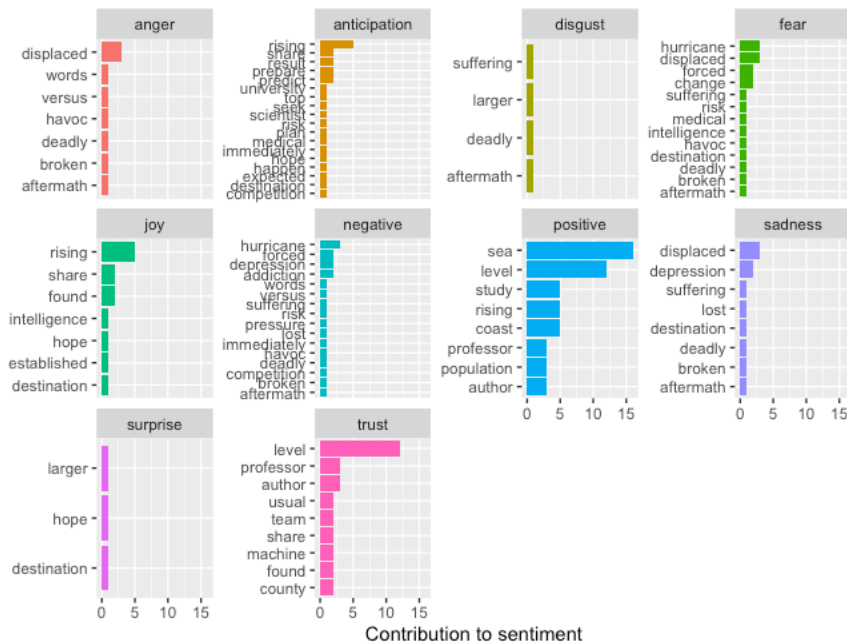 anger
displaced
words
versus
havoc
deadly
broken
aftermath
anticipation
rising
share
result
prepare
predict
university
top
seek
scientist
risk
plan
medical
immediately
hope
happen
expected
destination
competition
disgust
suffering
larger
deadly
aftermath
fear
hurricane
displaced
forced
change
suffering
risk
medical
intelligence
havoc
destination
deadly
broken
aftermath
joy
rising
share
found
intelligence
hope
established
destination
negative
hurricane
forced
depression
addiction
words
versus
suffering
risk
pressure
lost
immediately
havoc
deadly
competition
broken
aftermath
positive
sea
level
study
rising
coast
professor
population
author
0 5 10 15
sadness
displaced
depression
suffering
lost
destination
deadly
broken
aftermath
0 5 10 15
surprise
larger
hope
destination
0 5 10 15
trust
level
professor
author
usual
team
share
machine
found
county
0 5 10 15
Contribution to sentiment